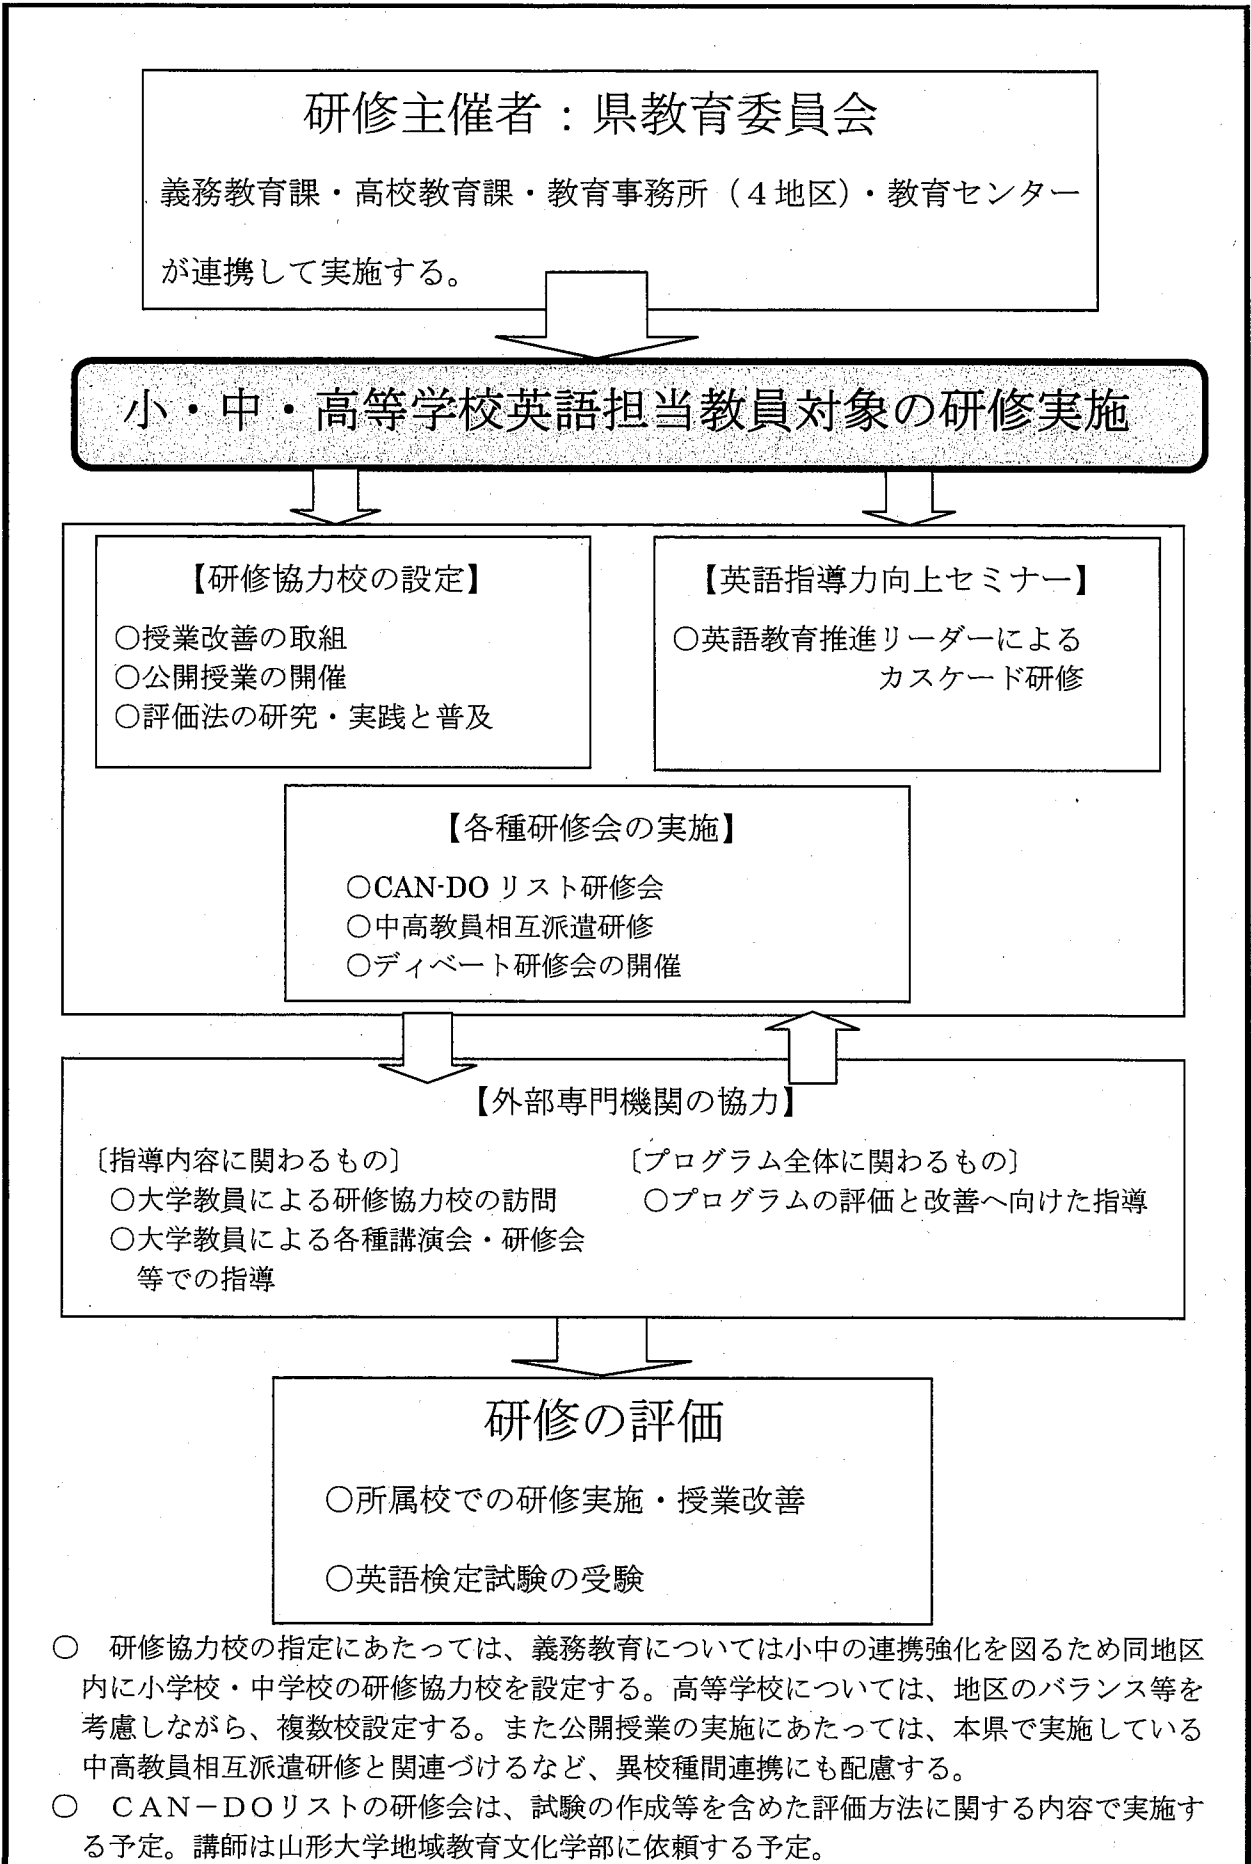 研修主催者：県教育委員会
義務教育課・高校教育課・教育事務所（４地区）・教育センター
が連携して実施する。
小・中・高等学校英語担当教員対象の研修実施
【研修協力校の設定】
○授業改善の取組
○公開授業の開催
○評価法の研究・実践と普及
【英語指導力向上セミナー】
○英語教育推進リーダーによる
カスケード研修
【各種研修会の実施】
○CAN-DO リスト研修会
○中高教員相互派遣研修
○ディベート研修会の開催
【外部専門機関の協力】
〔指導内容に関わるもの〕
○大学教員による研修協力校の訪問
○大学教員による各種講演会・研修会
等での指導
〔プログラム全体に関わるもの〕
○プログラムの評価と改善へ向けた指導
研修の評価
○所属校での研修実施・授業改善
○英語検定試験の受験
○　研修協力校の指定にあたっては、義務教育については小中の連携強化を図るため同地区
内に小学校・中学校の研修協力校を設定する。高等学校については、地区のバランス等を
考慮しながら、複数校設定する。また公開授業の実施にあたっては、本県で実施している
中高教員相互派遣研修と関連づけるなど、異校種間連携にも配慮する。
○　ＣＡＮ－ＤＯリストの研修会は、試験の作成等を含めた評価方法に関する内容で実施す
る予定。講師は山形大学地域教育文化学部に依頼する予定。